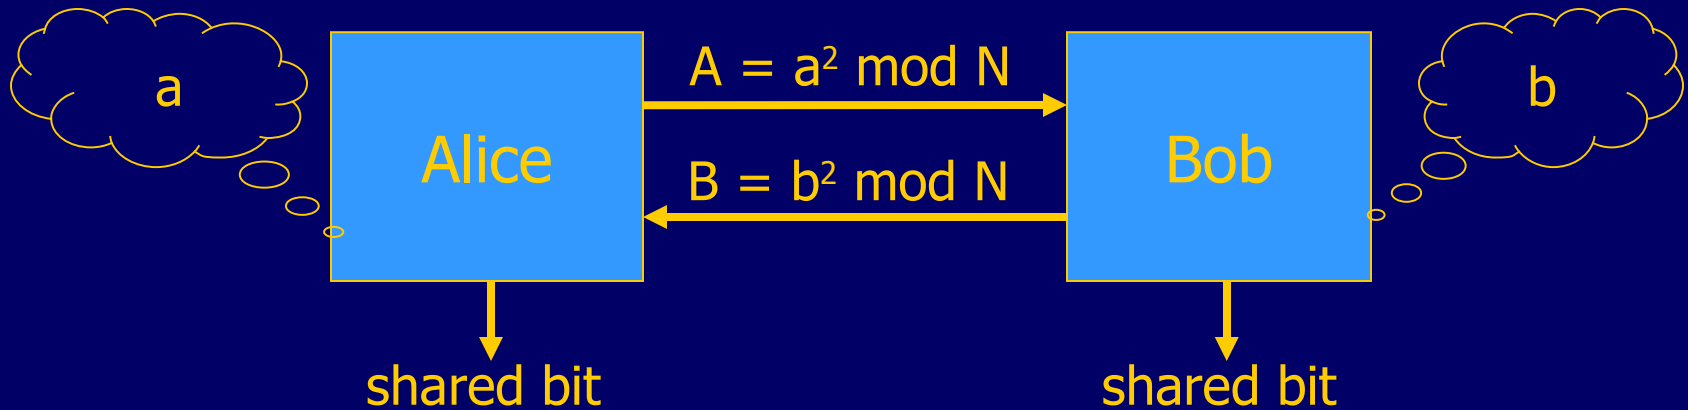 a
A = a² mod N
b
Alice
B = b² mod N
Bob
shared bit
shared bit